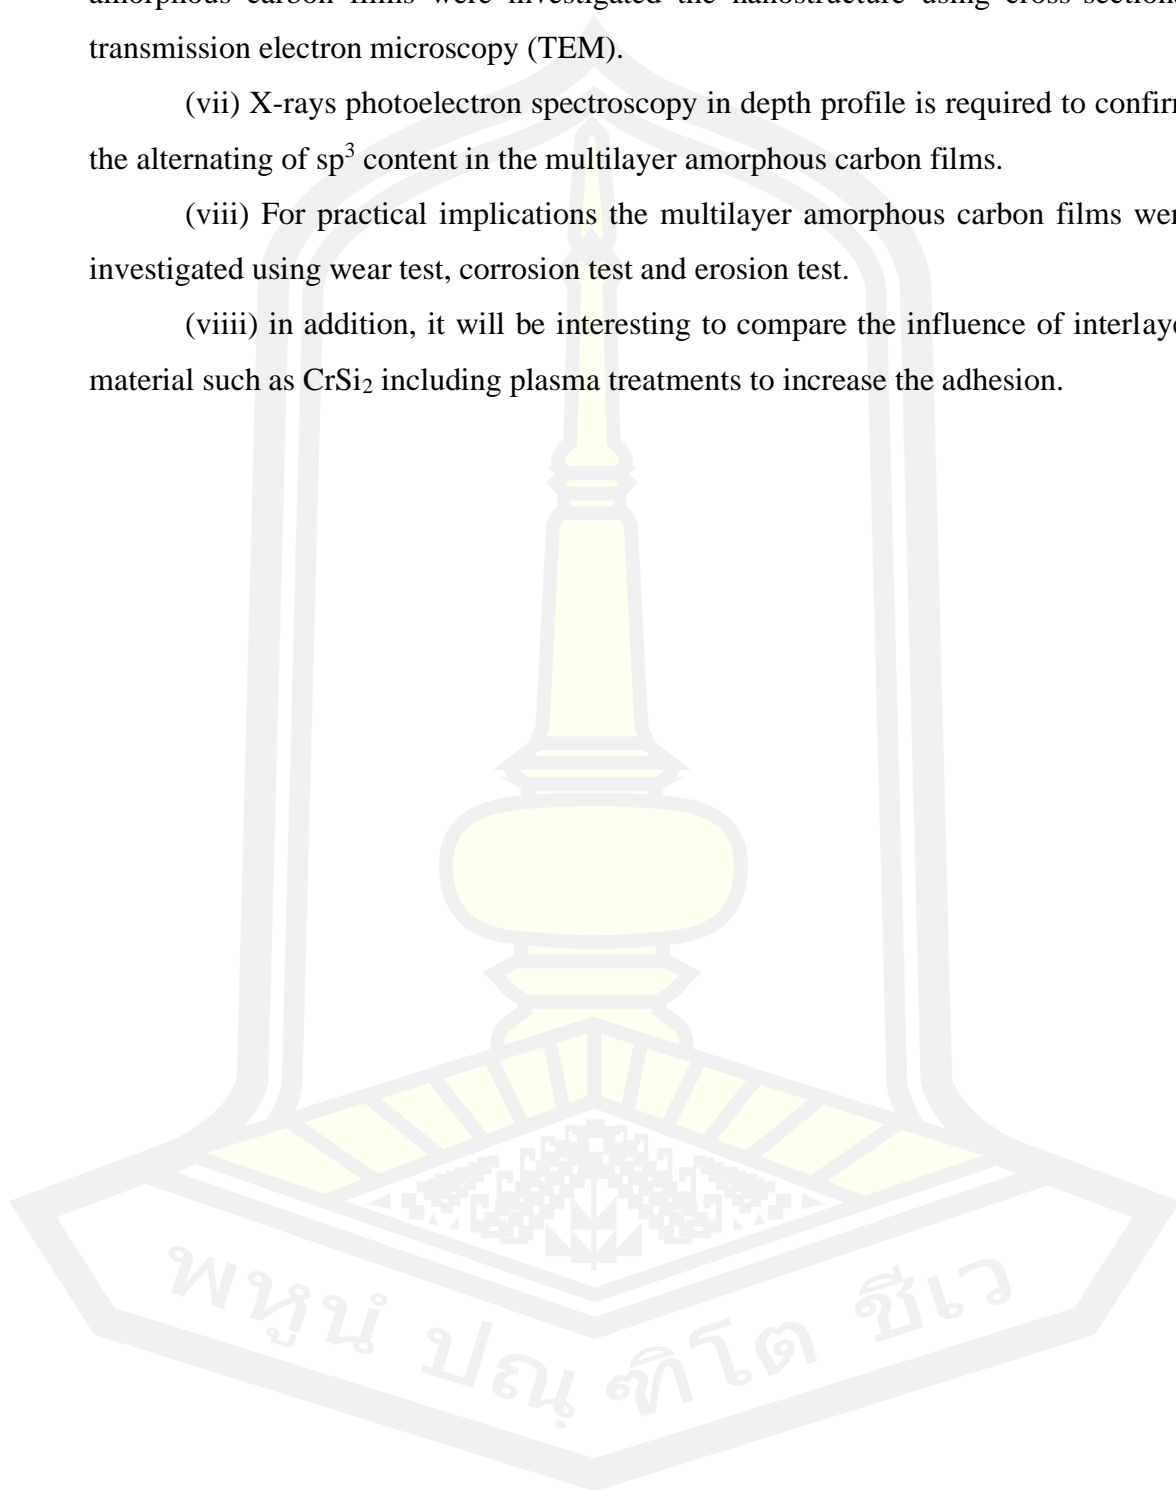 amorphous carbon films were investigated the nanostructure using cross-sectiona
transmission electron microscopy (TEM).
(vii) X-rays photoelectron spectroscopy in depth profile is required to confir
the alternating of sp³ content in the multilayer amorphous carbon films.
(viii) For practical implications the multilayer amorphous carbon films wer
investigated using wear test, corrosion test and erosion test.
(viiii) in addition, it will be interesting to compare the influence of interlaye
material such as CrSi₂ including plasma treatments to increase the adhesion.
พหูนํ ปณฺ ฑิโต ชีเว